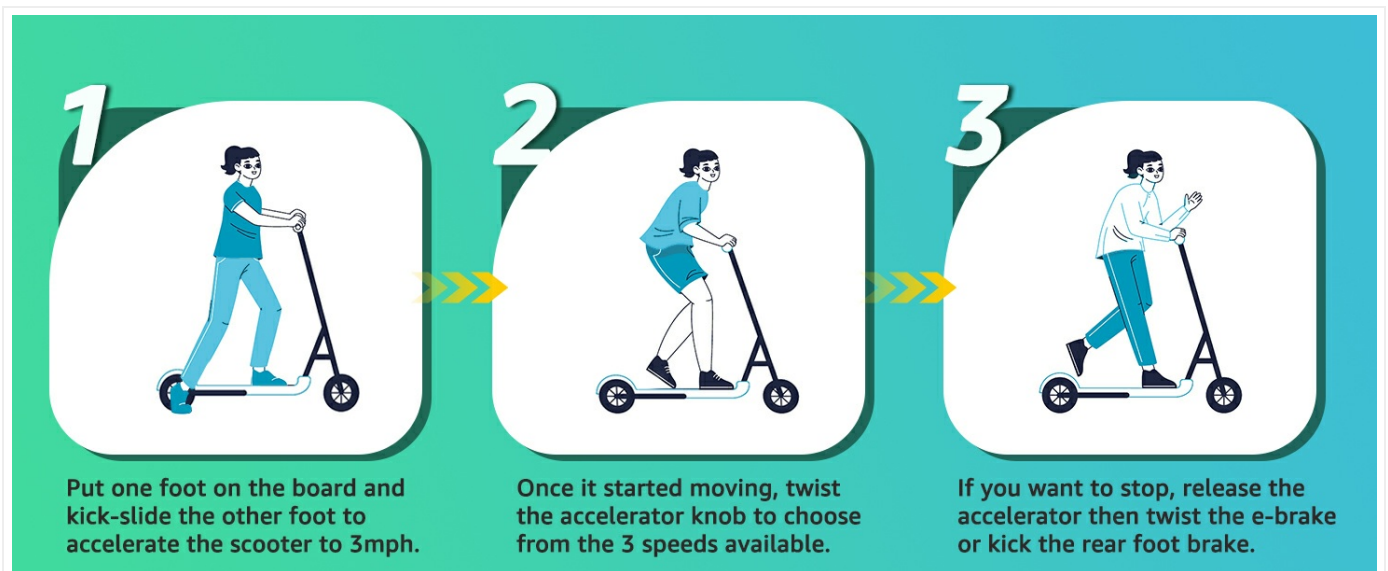 1
Put one foot on the board and
kick-slide the other foot to
accelerate the scooter to 3mph.
2
Once it started moving, twist
the accelerator knob to choose
from the 3 speeds available.
3
If you want to stop, release the
accelerator then twist the e-brake
or kick the rear foot brake.